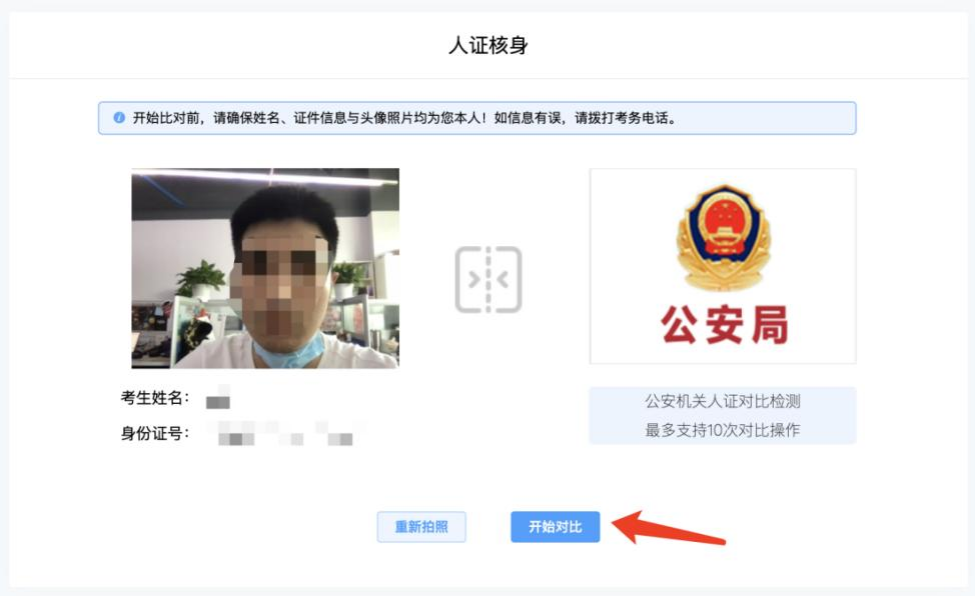 人证核身
开始比对前，请确保姓名、证件信息与头像照片均为您本人！如信息有误，请拨打考务电话。
公安局
考生姓名：
身份证号：
公安机关人证对比检测
最多支持10次对比操作
重新拍照
开始对比